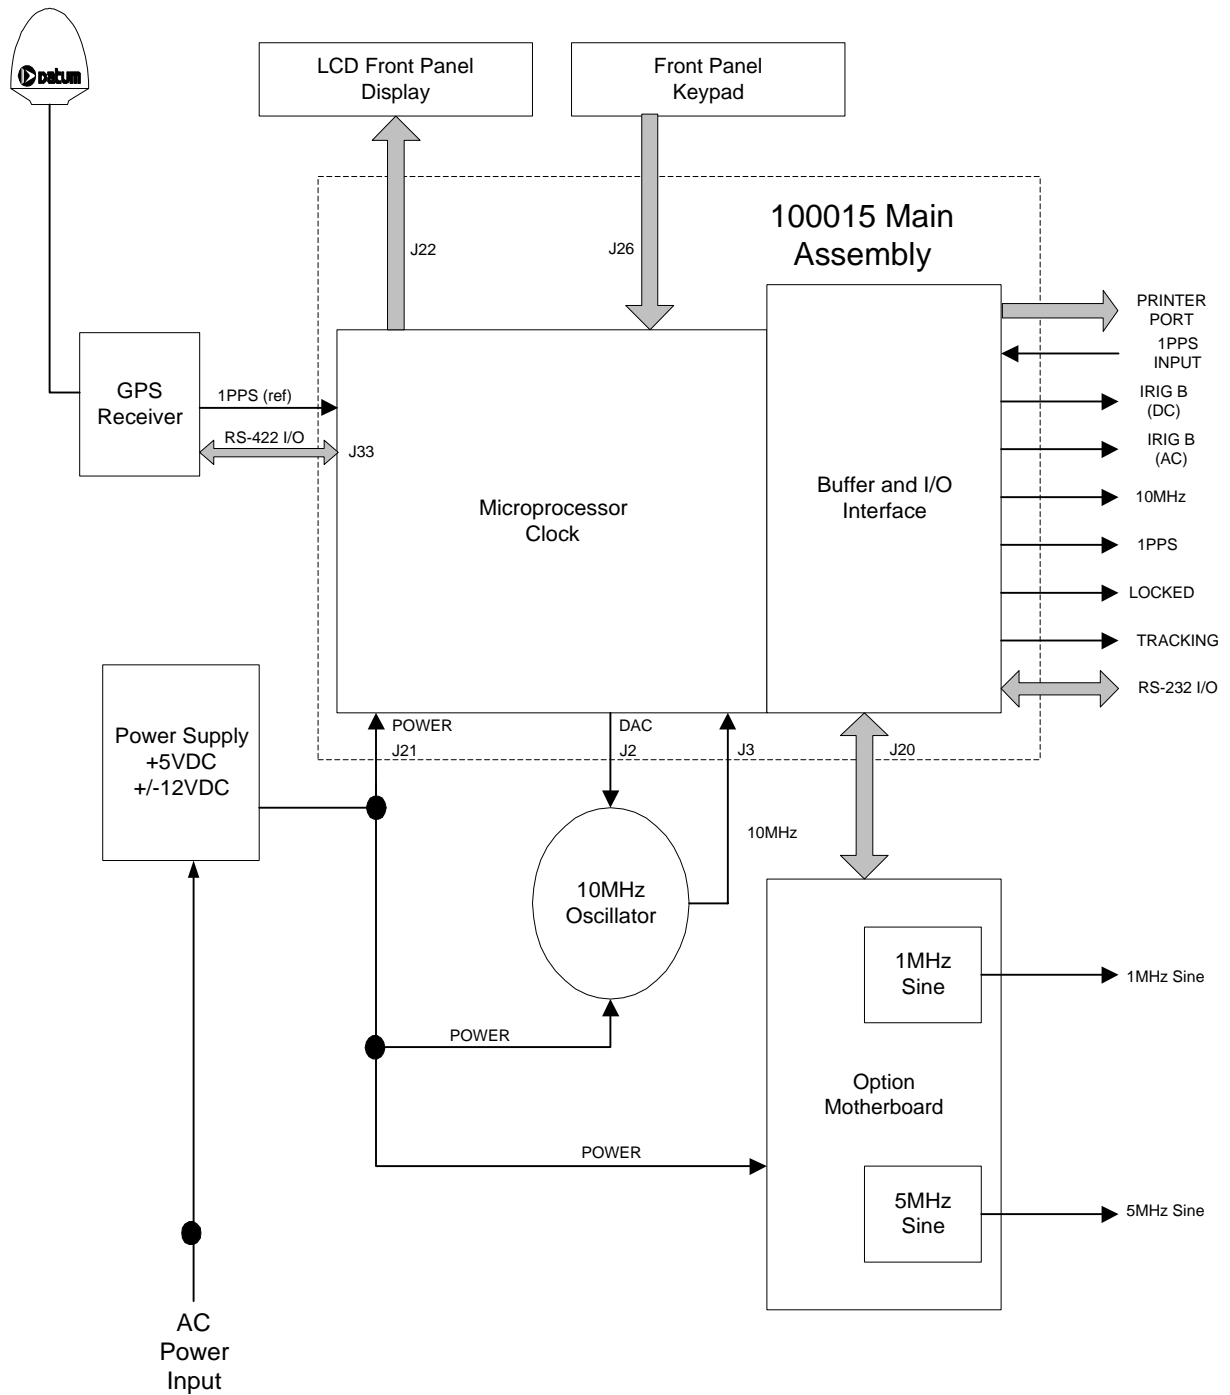 Datum
LCD Front Panel
Display
Front Panel
Keypad
100015 Main
Assembly
J22
J26
PRINTER
PORT
1PPS
INPUT
GPS
Receiver
1PPS (ref)
RS-422 I/O
J33
IRIG B
(DC)
IRIG B
(AC)
Microprocessor
Clock
Buffer and I/O
Interface
10MHz
1PPS
LOCKED
TRACKING
RS-232 I/O
Power Supply
+5VDC
+/-12VDC
POWER
J21
DAC
J2
J3
J20
10MHz
10MHz
Oscillator
1MHz
Sine
1MHz Sine
POWER
Option
Motherboard
POWER
5MHz
Sine
5MHz Sine
AC
Power
Input